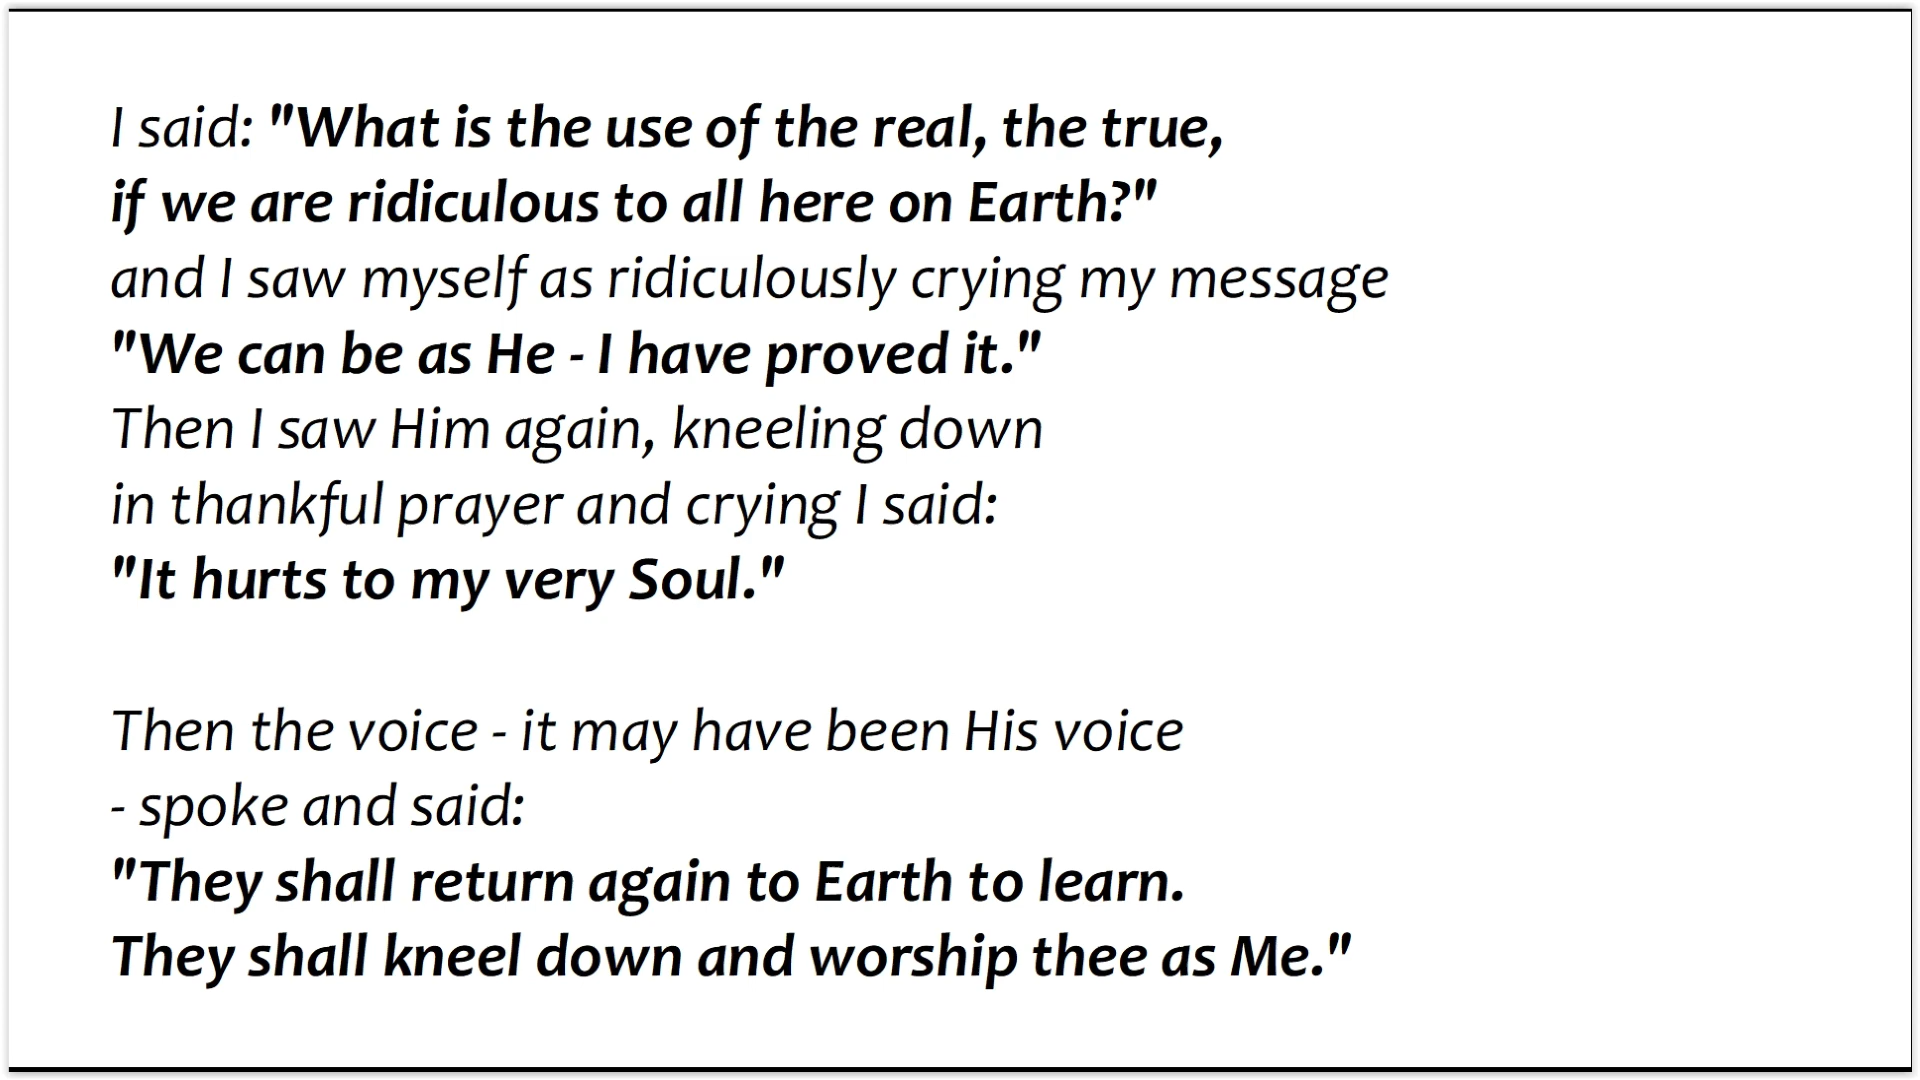 I said: "What is the use of the real, the true,
if we are ridiculous to all here on Earth?"
and I saw myself as ridiculously crying my message
"We can be as He - I have proved it."
Then I saw Him again, kneeling down
in thankful prayer and crying I said:
"It hurts to my very Soul."
Then the voice - it may have been His voice
- spoke and said:
"They shall return again to Earth to learn.
They shall kneel down and worship thee as Me."